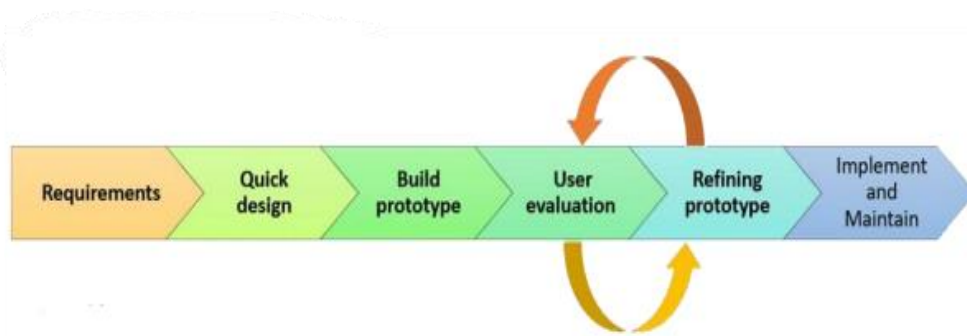 Requirements
Quick
design
Build
prototype
User
evaluation
Refining
prototype
Implement
and
Maintain